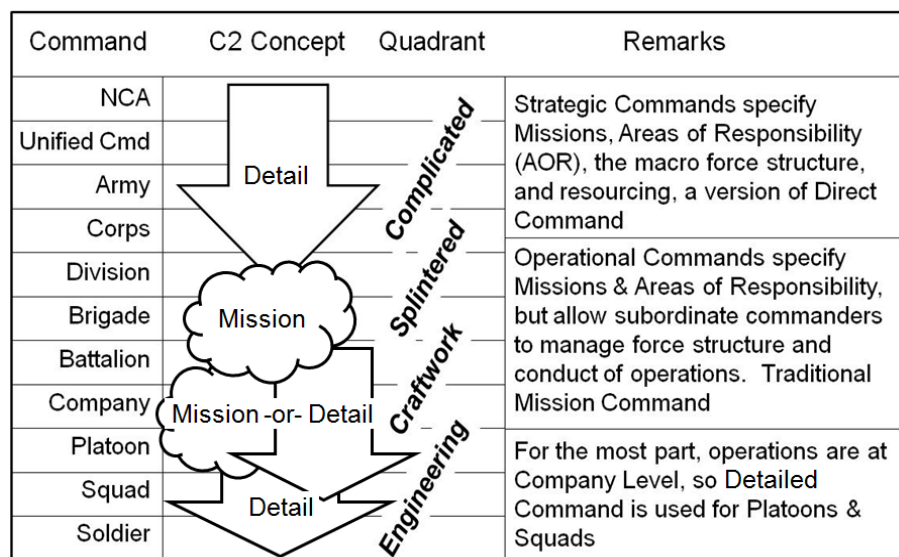 Command C2 Concept Quadrant Remarks
NCA
Unified Cmd
Army
Corps
Division
Brigade
Battalion
Company
Platoon
Squad
Soldier
Detail
Mission
Mission -or- Detail
Detail
Complicated
Splintered
Craftwork
Engineering
Strategic Commands specify
Missions, Areas of Responsibility
(AOR), the macro force structure,
and resourcing, a version of Direct
Command
Operational Commands specify
Missions & Areas of Responsibility,
but allow subordinate commanders
to manage force structure and
conduct of operations. Traditional
Mission Command
For the most part, operations are at
Company Level, so Detailed
Command is used for Platoons &
Squads